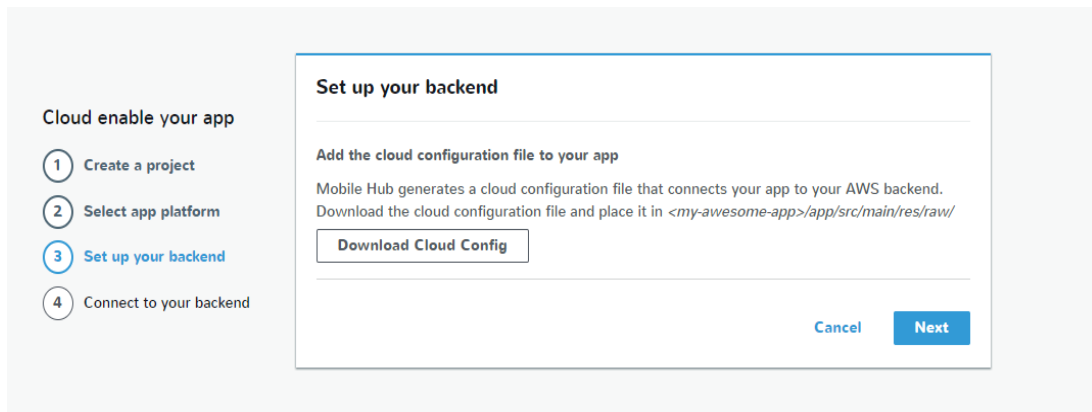 Cloud enable your app
1 Create a project
2 Select app platform
3 Set up your backend
4 Connect to your backend
Set up your backend
Add the cloud configuration file to your app
Mobile Hub generates a cloud configuration file that connects your app to your AWS backend.
Download the cloud configuration file and place it in <my-awesome-app>/app/src/main/res/raw/
Download Cloud Config
Cancel Next